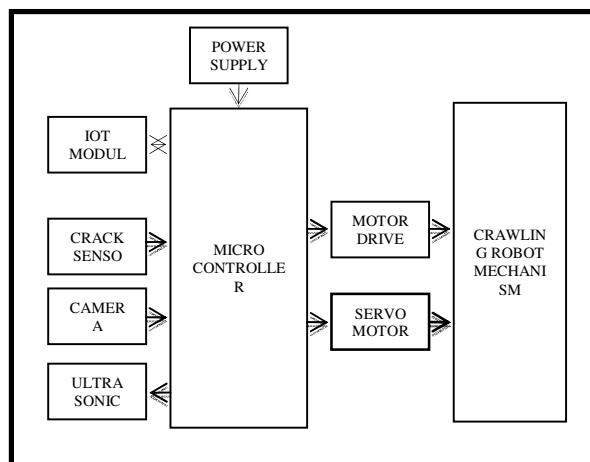 POWER
SUPPLY
IOT
MODUL
CRACK
SENSO
CAMER
A
ULTRA
SONIC
MICRO
CONTROLLE
R
MOTOR
DRIVE
SERVO
MOTOR
CRAWLIN
G ROBOT
MECHANI
SM